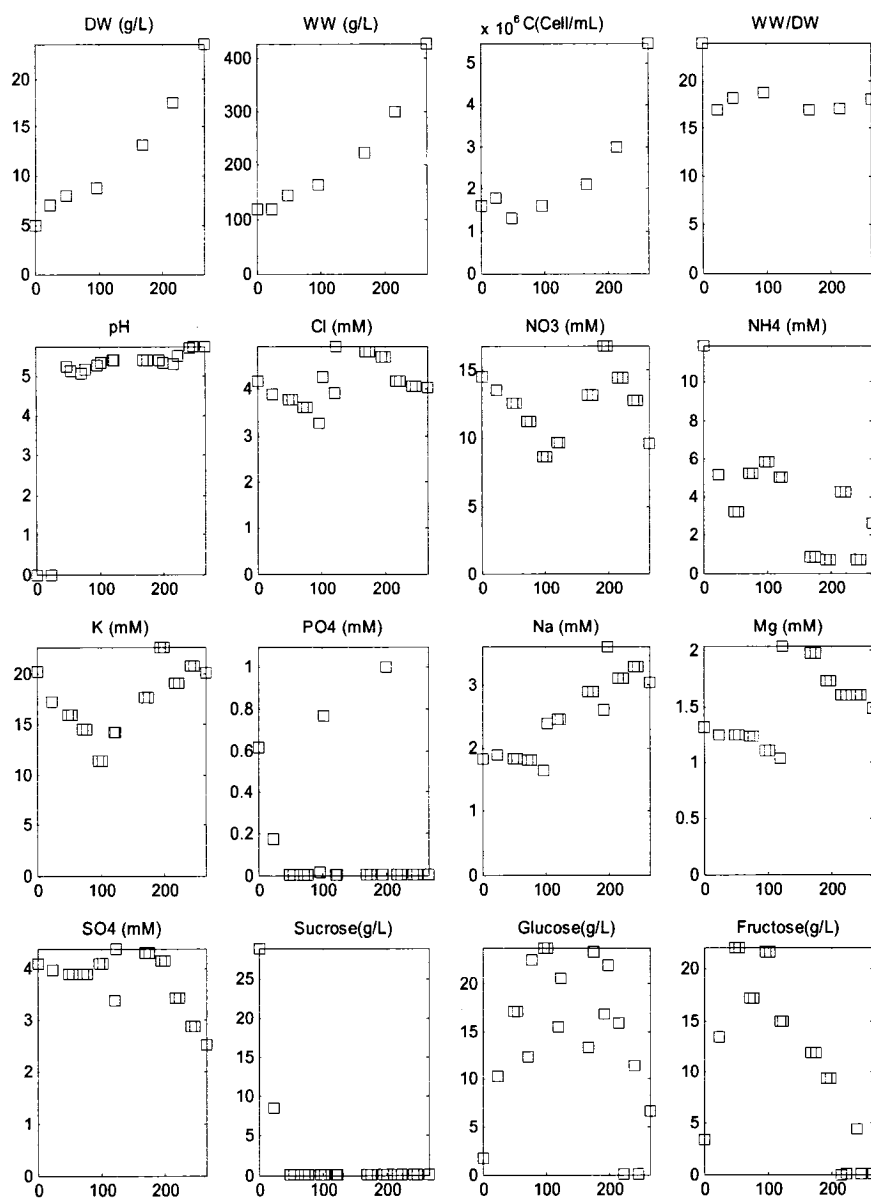 DW (g/L) WW (g/L) x 10^6 C(Cell/mL) WW/DW
20 400 5 20
15 300 4 15
10 200 3 10
5 100 2 5
0 0 1 0
0
0 100 200 0 100 200 0 100 200 0 100 200
pH Cl (mM) NO3 (mM) NH4 (mM)
5 4 15 10
4 3 10 8
3 2 5 6
2 1 0 4
1 0 2
0 0
0 100 200 0 100 200 0 100 200 0 100 200
K (mM) PO4 (mM) Na (mM) Mg (mM)
20 1 3 2
15 0.8 2 1.5
10 0.6 1 1
5 0.4 0 0.5
0 0.2 0
0
0 100 200 0 100 200 0 100 200 0 100 200
SO4 (mM) Sucrose(g/L) Glucose(g/L) Fructose(g/L)
4 25 20 20
3 20 15 15
2 15 10 10
1 10 5 5
0 5 0 0
0
0 100 200 0 100 200 0 100 200 0 100 200